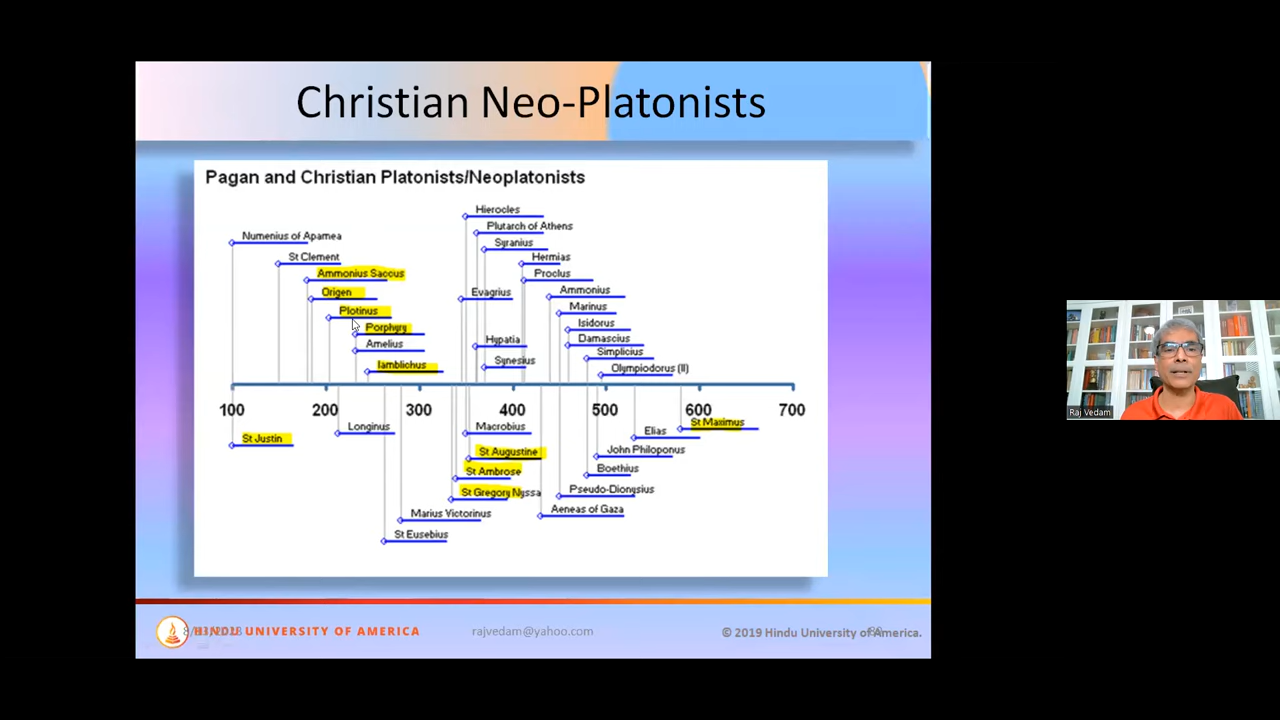 Christian Neo-Platonists
Pagan and Christian Platonists/Neoplatonists
Hierocles
Plutarch of Athens
Numenius of Apamea
Syranius
St Clement
Hermias
Ammonius Saccus
Proclus
Origen
Evagrius
Ammonius
Plotinus
Marinus
Porphyry
Isidorus
Amelius
Hypatia
Damascius
Simplicius
Iamblichus
Synesius
Olympiodorus (II)
100 200 300 400 500 600 700
St Justin
Longinus
Macrobius
Elias
St Maximus
St Augustine
John Philoponus
St Ambrose
Boethius
St Gregory Nyssa
Pseudo-Dionysius
Marius Victorinus
Aeneas of Gaza
St Eusebius
HINDU UNIVERSITY OF AMERICA
rajvedam@yahoo.com
© 2019 Hindu University of America.
Raj Vedam